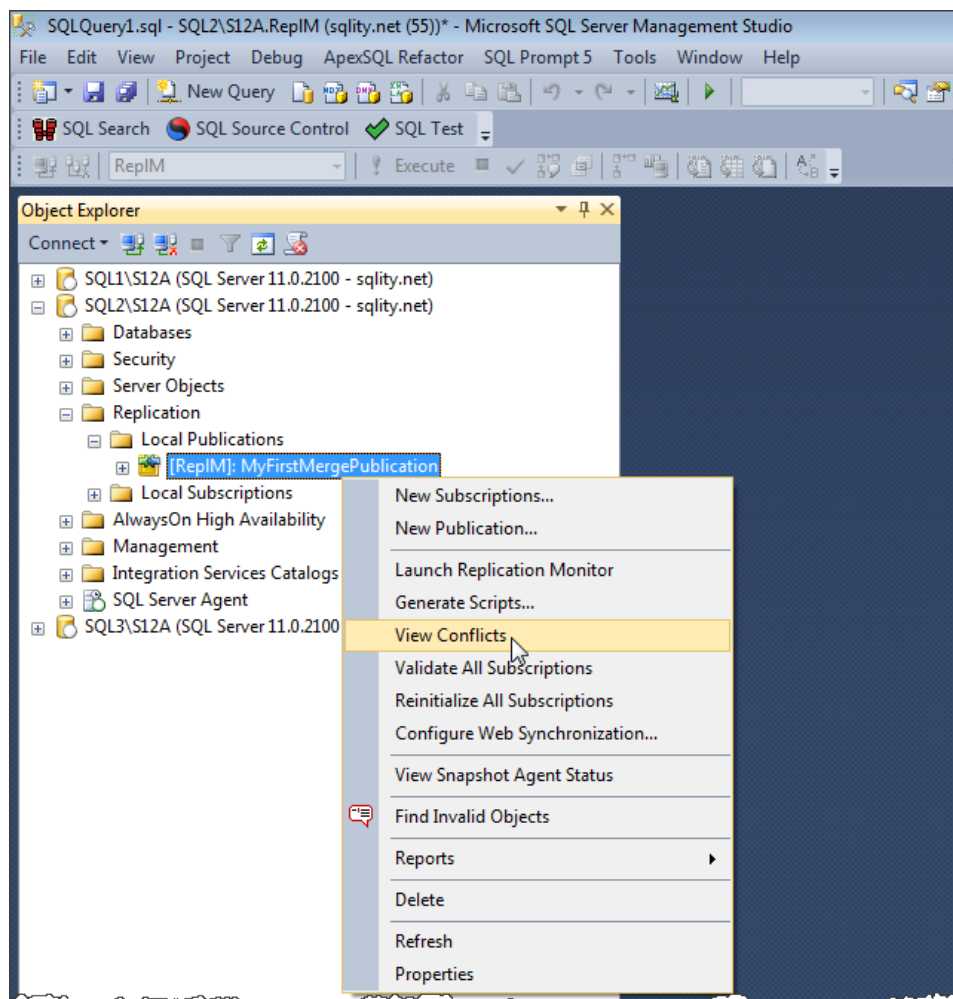 SQLQuery1.sql - SQL2\S12A.ReplM (sqlity.net (55))* - Microsoft SQL Server Management Studio
File Edit View Project Debug ApexSQL Refactor SQL Prompt 5 Tools Window Help
New Query
SQL Search SQL Source Control SQL Test
ReplM Execute
Object Explorer
Connect
SQL1\S12A (SQL Server 11.0.2100 - sqlity.net)
SQL2\S12A (SQL Server 11.0.2100 - sqlity.net)
Databases
Security
Server Objects
Replication
Local Publications
[ReplM]: MyFirstMergePublication
Local Subscriptions
AlwaysOn High Availability
Management
Integration Services Catalogs
SQL Server Agent
SQL3\S12A (SQL Server 11.0.2100
New Subscriptions...
New Publication...
Launch Replication Monitor
Generate Scripts...
View Conflicts
Validate All Subscriptions
Reinitialize All Subscriptions
Configure Web Synchronization...
View Snapshot Agent Status
Find Invalid Objects
Reports
Delete
Refresh
Properties